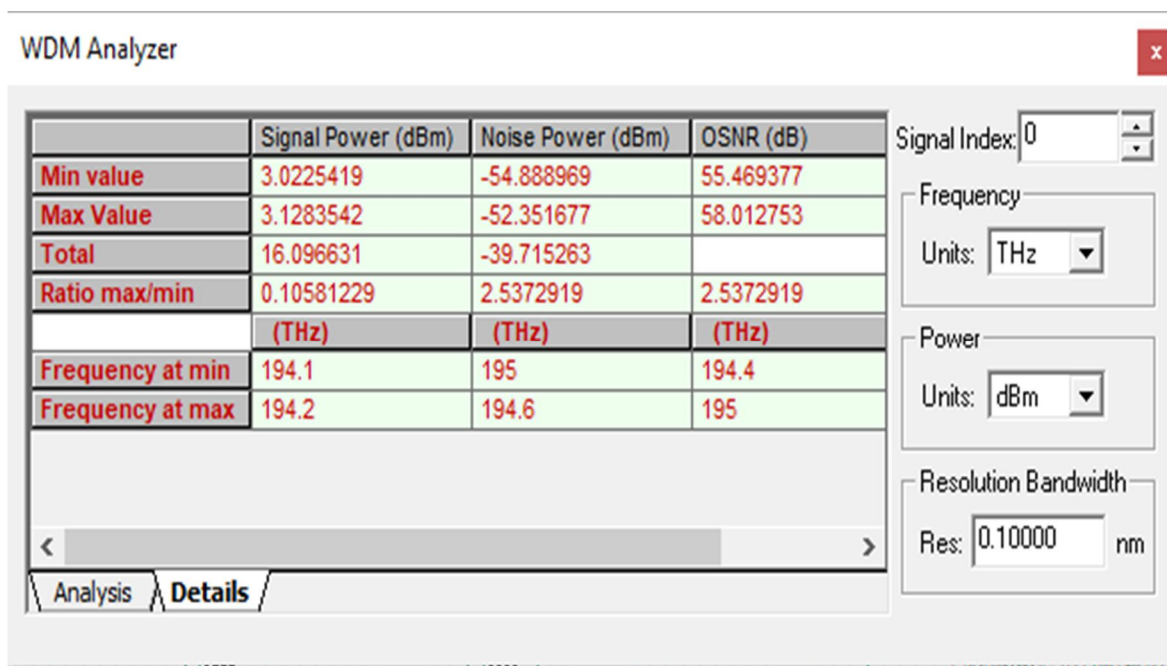 WDM Analyzer
x
Signal Power (dBm) Noise Power (dBm) OSNR (dB)
Min value 3.0225419 -54.888969 55.469377
Max Value 3.1283542 -52.351677 58.012753
Total 16.096631 -39.715263
Ratio max/min 0.10581229 2.5372919 2.5372919
(THz) (THz) (THz)
Frequency at min 194.1 195 194.4
Frequency at max 194.2 194.6 195
Analysis Details
Signal Index: 0
Frequency
Units: THz
Power
Units: dBm
Resolution Bandwidth
Res: 0.10000 nm